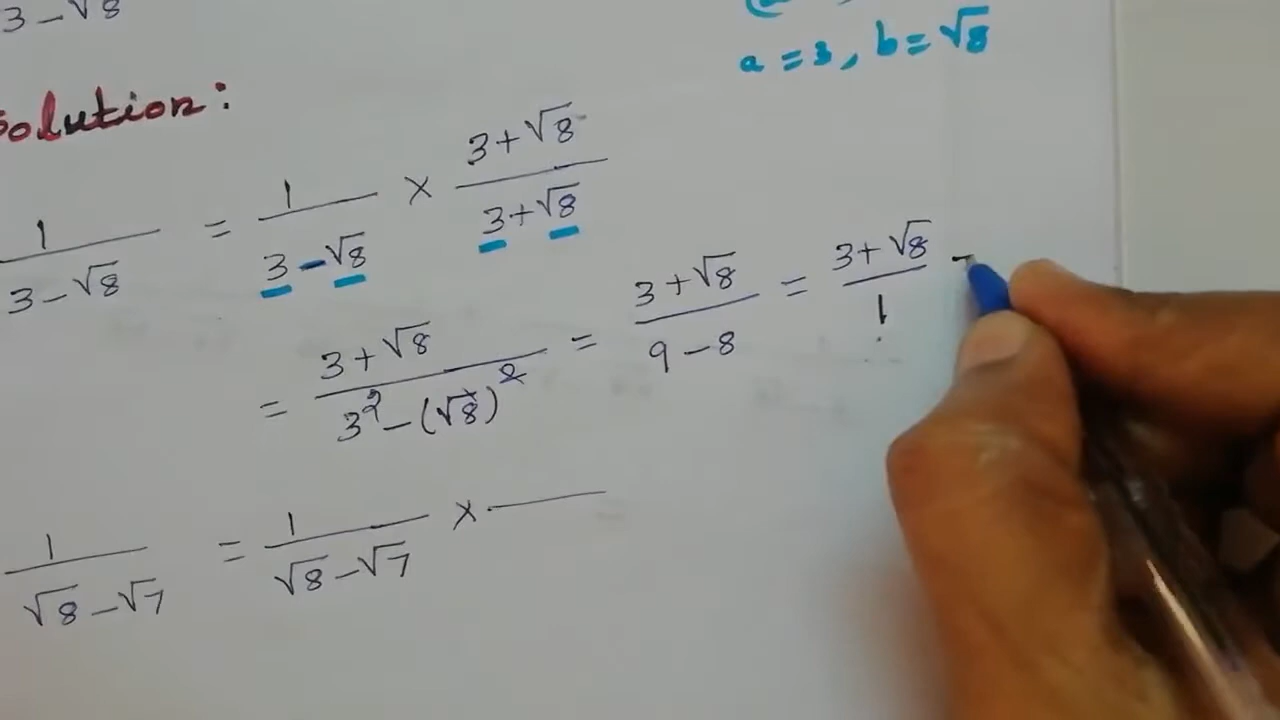 3 - √8
a = 3, b = √8
Solution:
1/(3 - √8) = 1/(3 - √8) × (3 + √8)/(3 + √8)
= (3 + √8)/(3² - (√8)²) = (3 + √8)/(9 - 8) = (3 + √8)/1 -
1/(√8 - √7) = 1/(√8 - √7) ×